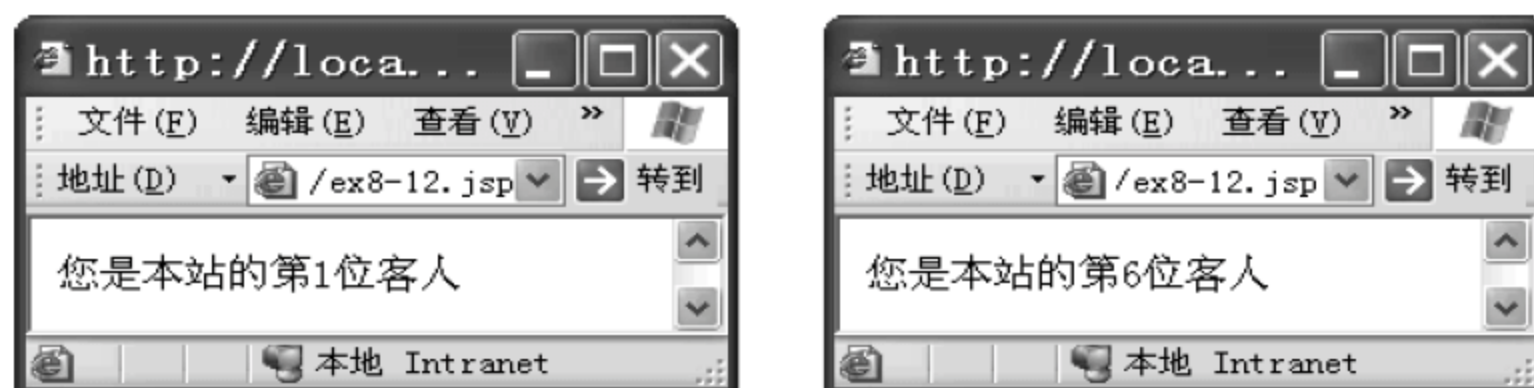 http://loca...
文件(F) 编辑(E) 查看(V) »
地址(D) /ex8-12.jsp 转到
您是本站的第1位客人
本地 Intranet
http://loca...
文件(F) 编辑(E) 查看(V) »
地址(D) /ex8-12.jsp 转到
您是本站的第6位客人
本地 Intranet